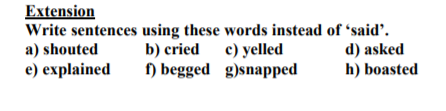 Extension
Write sentences using these words instead of ‘said’.
a) shouted b) cried c) yelled d) asked
e) explained f) begged g)snapped h) boasted